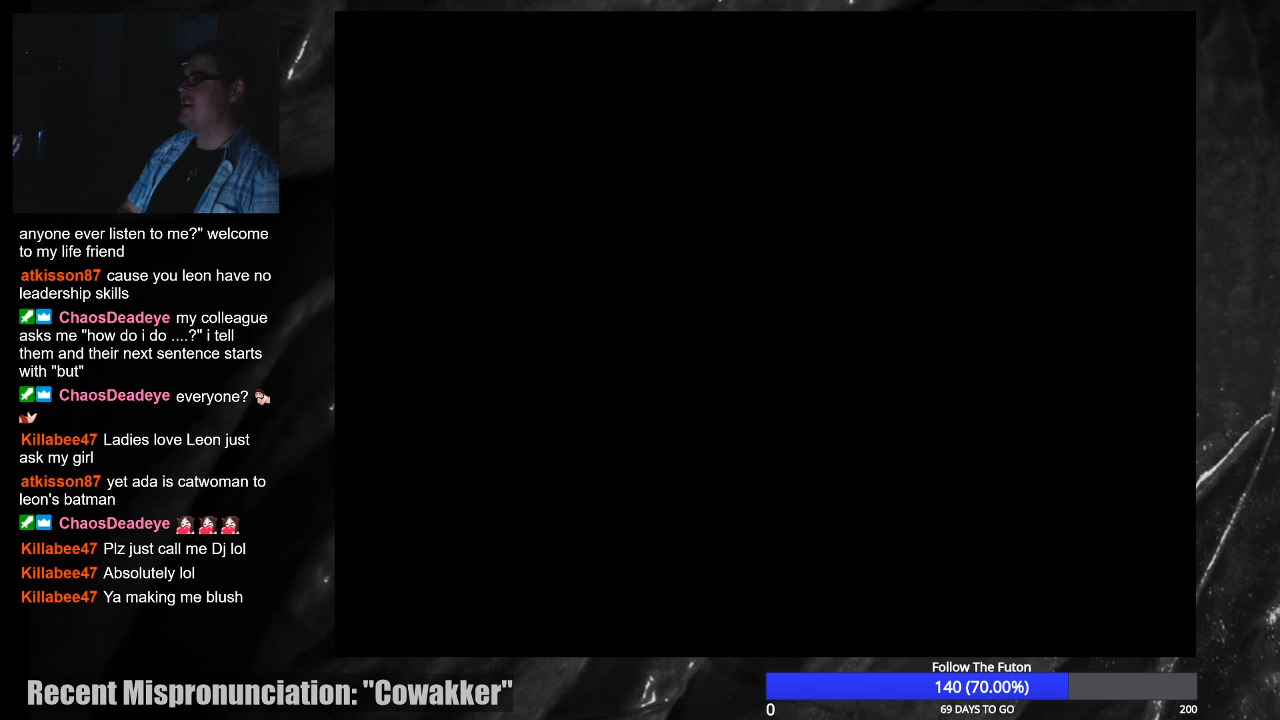 anyone ever listen to me?" welcome
to my life friend
atkisson87 cause you leon have no
leadership skills
ChaosDeadeye my colleague
asks me "how do i do ....?" i tell
them and their next sentence starts
with "but"
ChaosDeadeye everyone?
Killabee47 Ladies love Leon just
ask my girl
atkisson87 yet ada is catwoman to
leon's batman
ChaosDeadeye
Killabee47 Plz just call me Dj lol
Killabee47 Absolutely lol
Killabee47 Ya making me blush
Recent Mispronunciation: "Cowakker"
Follow The Futon
140 (70.00%)
0 69 DAYS TO GO 200